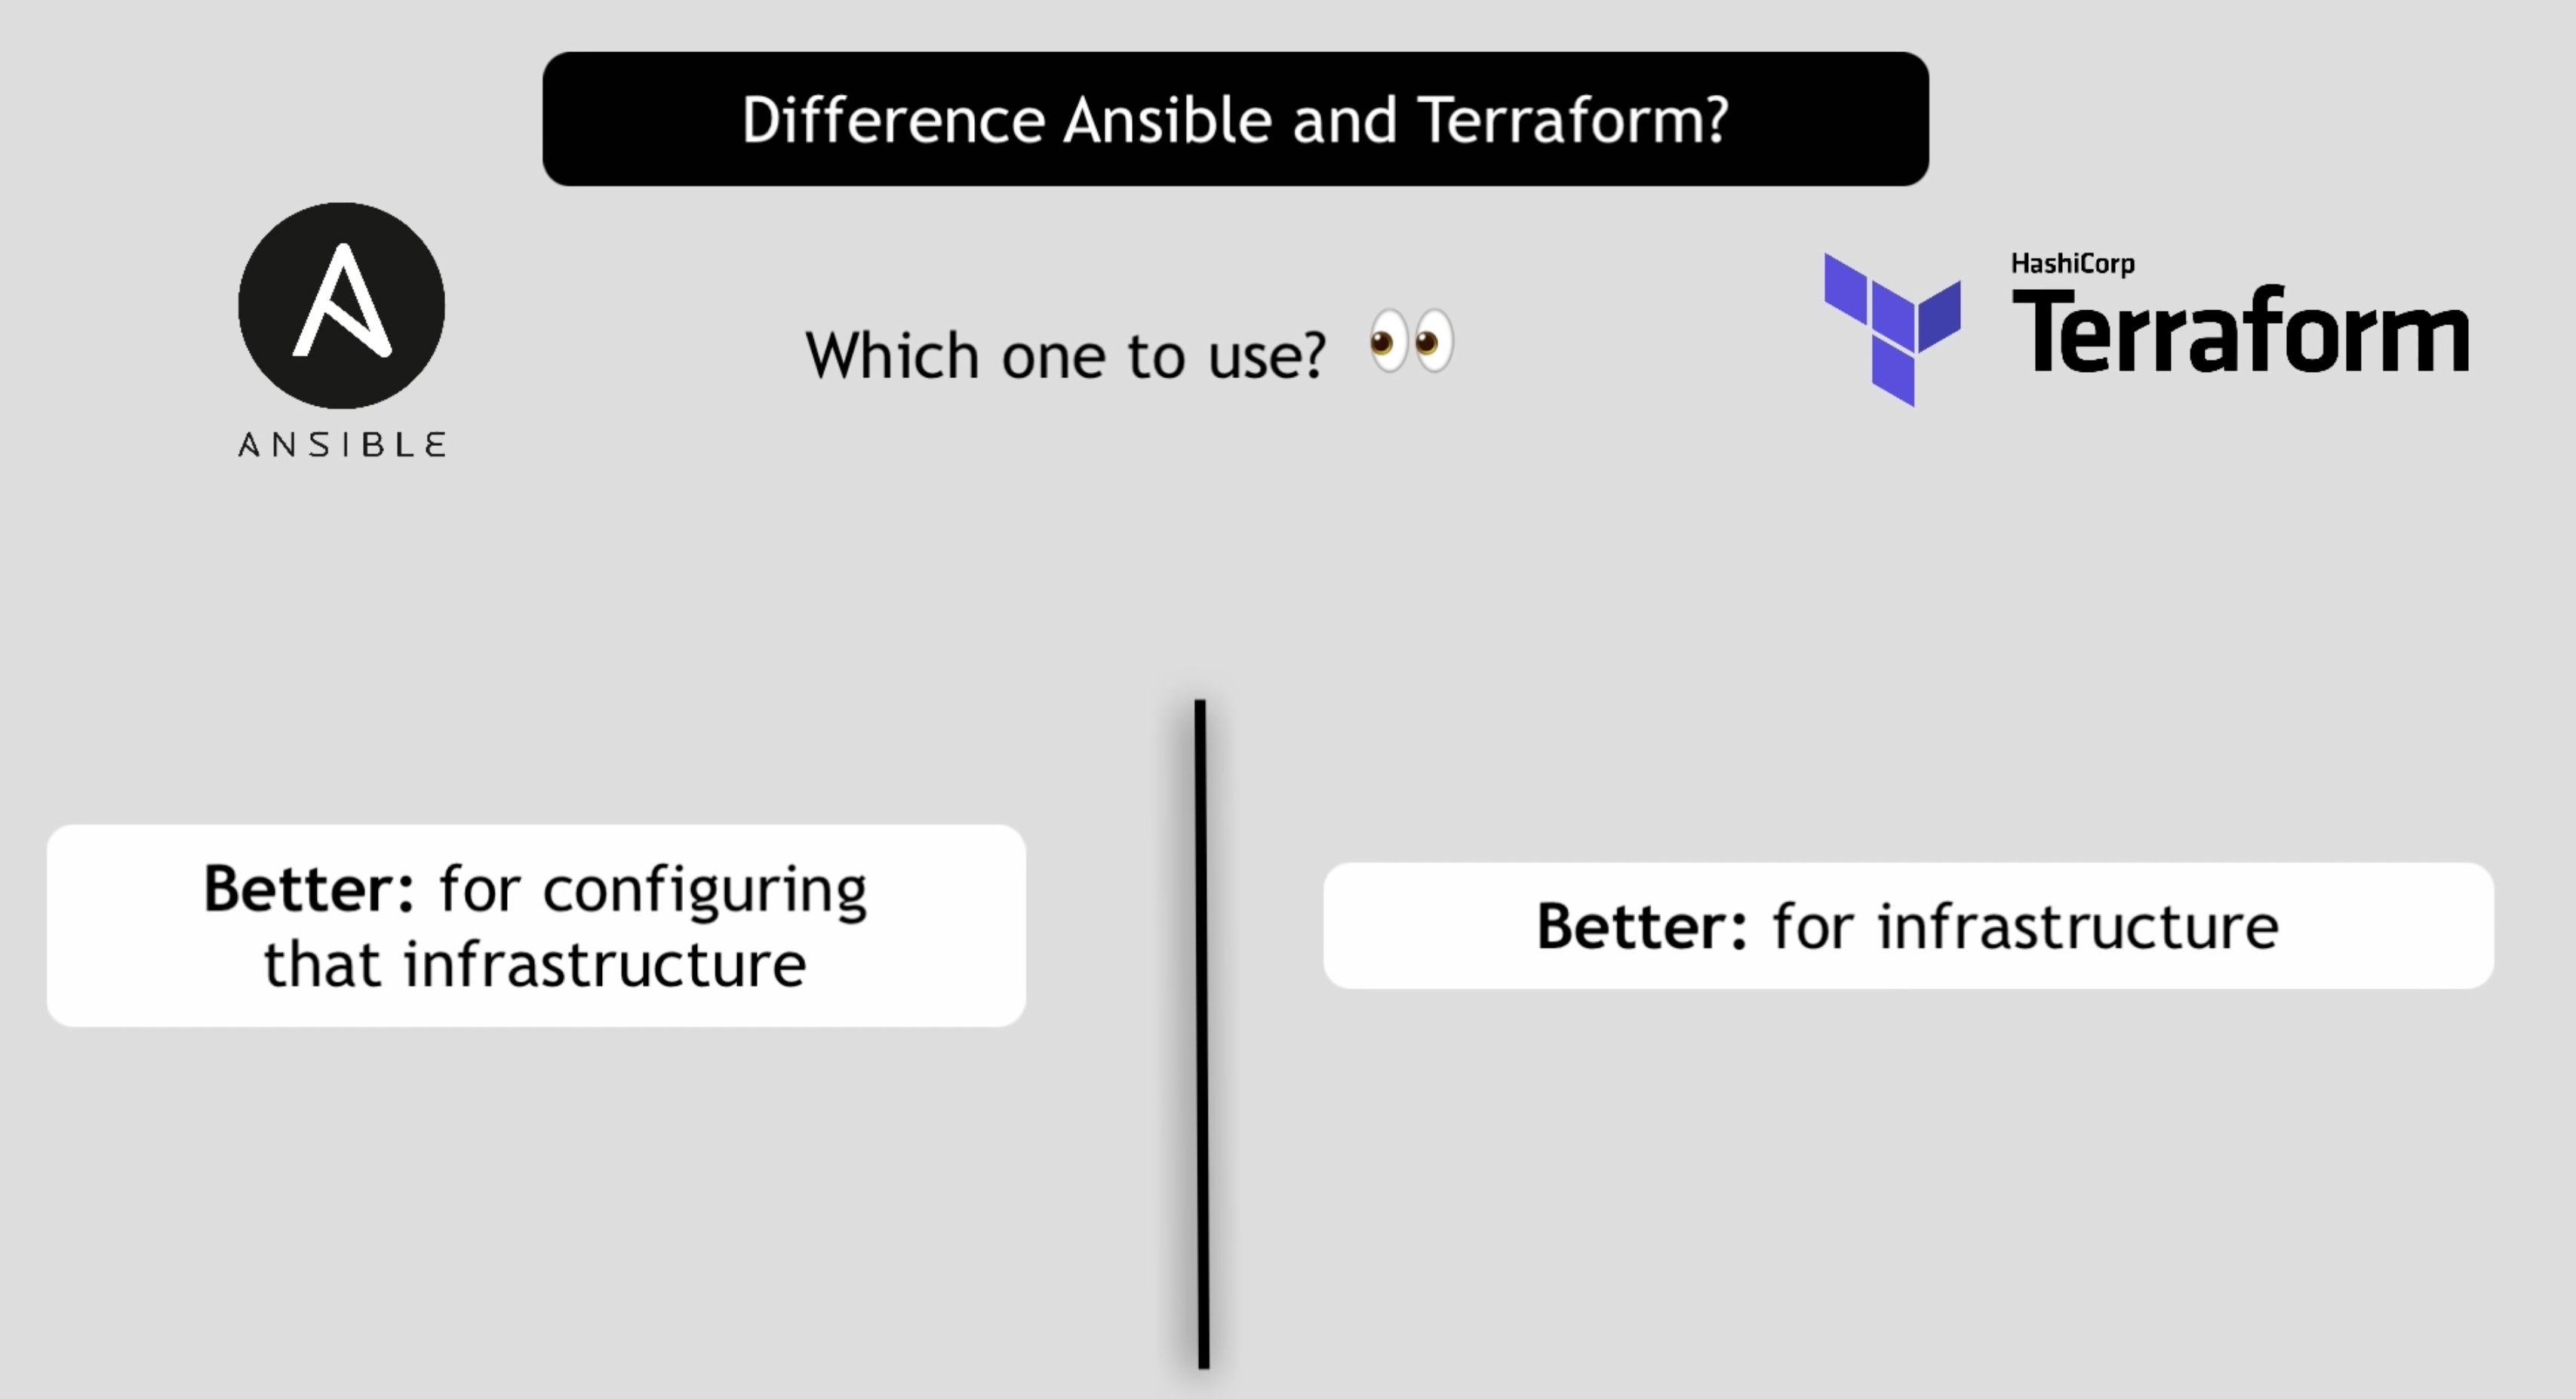 Difference Ansible and Terraform?
ANSIBLE
Which one to use? 👀
HashiCorp
Terraform
Better: for configuring
that infrastructure
Better: for infrastructure